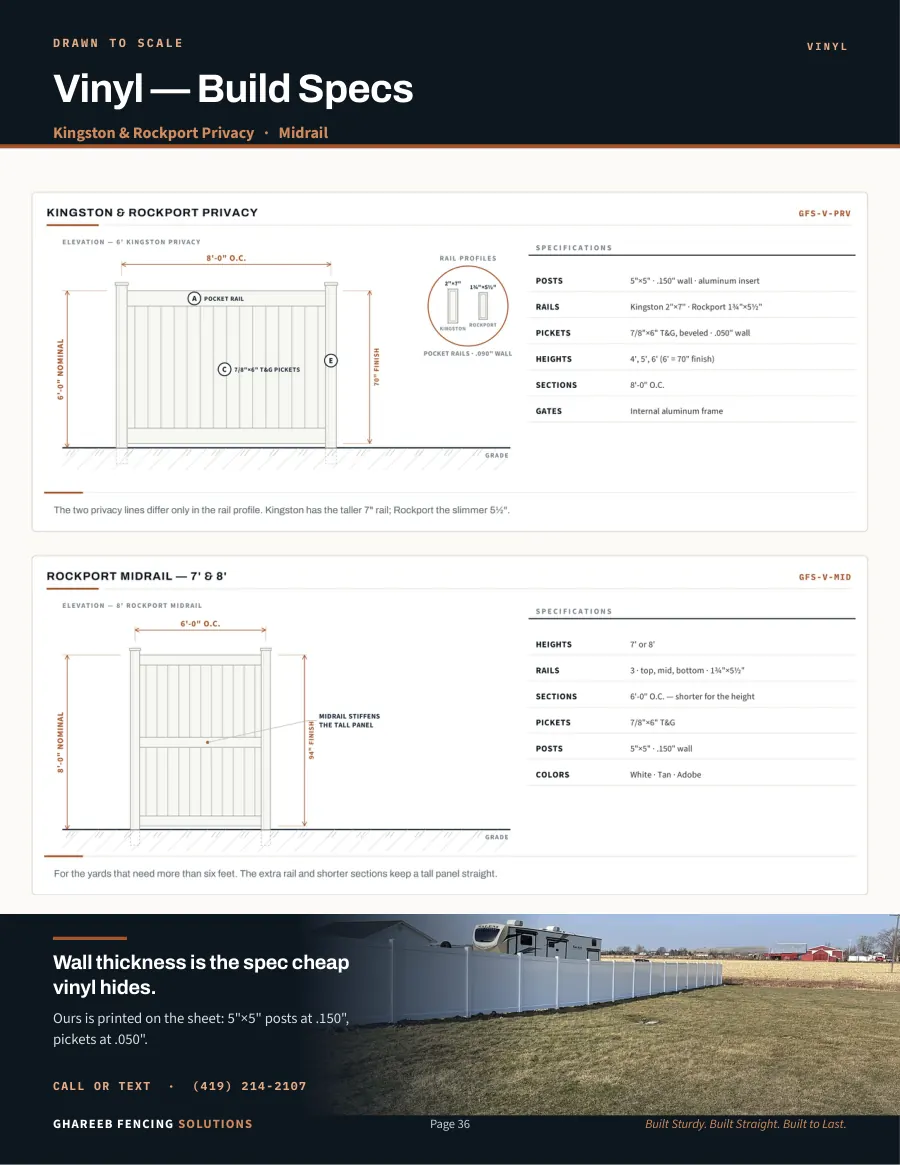 DRAWN TO SCALE
VINYL
Vinyl — Build Specs
Kingston & Rockport Privacy · Midrail
KINGSTON & ROCKPORT PRIVACY
GFS-V-PRV
ELEVATION — 6' KINGSTON PRIVACY
8'-0" O.C.
A POCKET RAIL
C 7/8"×6" T&G PICKETS
E
6'-0" NOMINAL
70" FINISH
GRADE
RAIL PROFILES
2"×7"
1¾"×5½"
KINGSTON
ROCKPORT
POCKET RAILS · .090" WALL
SPECIFICATIONS
POSTS 5"×5" · .150" wall · aluminum insert
RAILS Kingston 2"×7" · Rockport 1¾"×5½"
PICKETS 7/8"×6" T&G, beveled · .050" wall
HEIGHTS 4', 5', 6' (6' = 70" finish)
SECTIONS 8'-0" O.C.
GATES Internal aluminum frame
The two privacy lines differ only in the rail profile. Kingston has the taller 7" rail; Rockport the slimmer 5½".
ROCKPORT MIDRAIL — 7' & 8'
GFS-V-MID
ELEVATION — 8' ROCKPORT MIDRAIL
6'-0" O.C.
8'-0" NOMINAL
94" FINISH
MIDRAIL STIFFENS
THE TALL PANEL
GRADE
SPECIFICATIONS
HEIGHTS 7' or 8'
RAILS 3 · top, mid, bottom · 1¾"×5½"
SECTIONS 6'-0" O.C. — shorter for the height
PICKETS 7/8"×6" T&G
POSTS 5"×5" · .150" wall
COLORS White · Tan · Adobe
For the yards that need more than six feet. The extra rail and shorter sections keep a tall panel straight.
Wall thickness is the spec cheap
vinyl hides.
Ours is printed on the sheet: 5"×5" posts at .150",
pickets at .050".
CALL OR TEXT · (419) 214-2107
GHAREEB FENCING SOLUTIONS
Page 36
Built Sturdy. Built Straight. Built to Last.